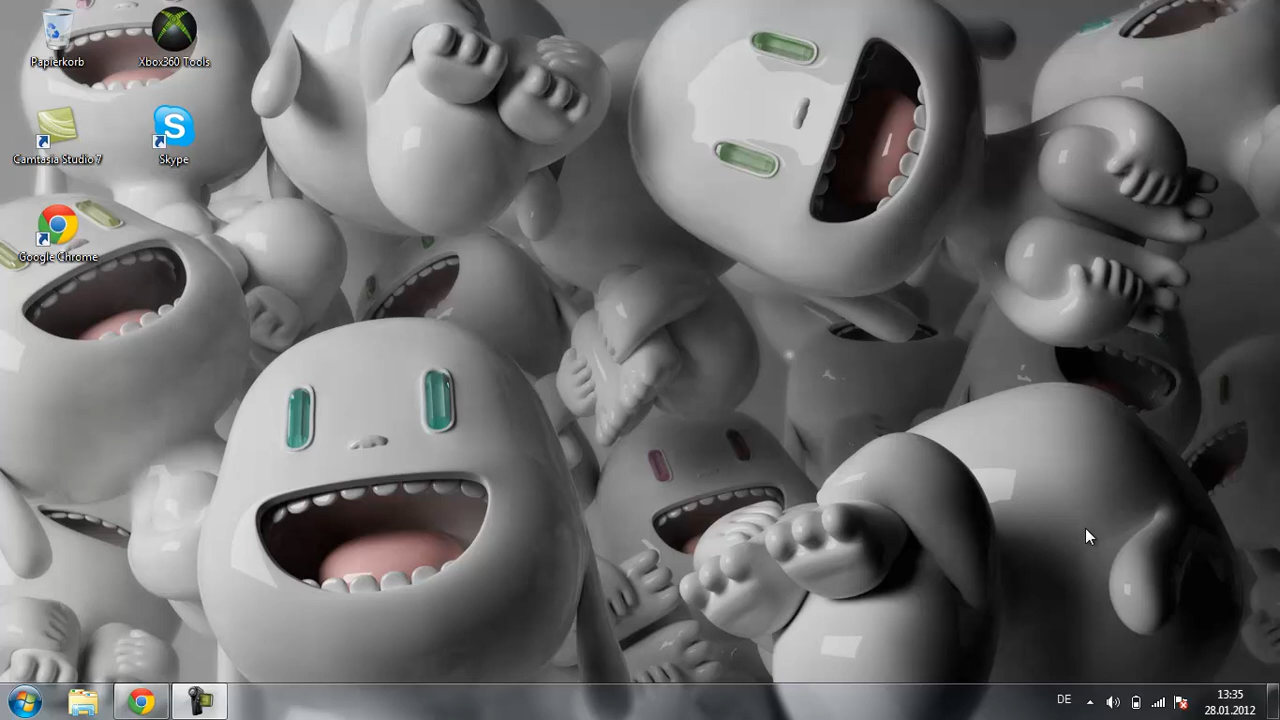 Papierkorb
Xbox360 Tools
Camtasia Studio 7
Skype
Google Chrome
DE
13:35
28.01.2012